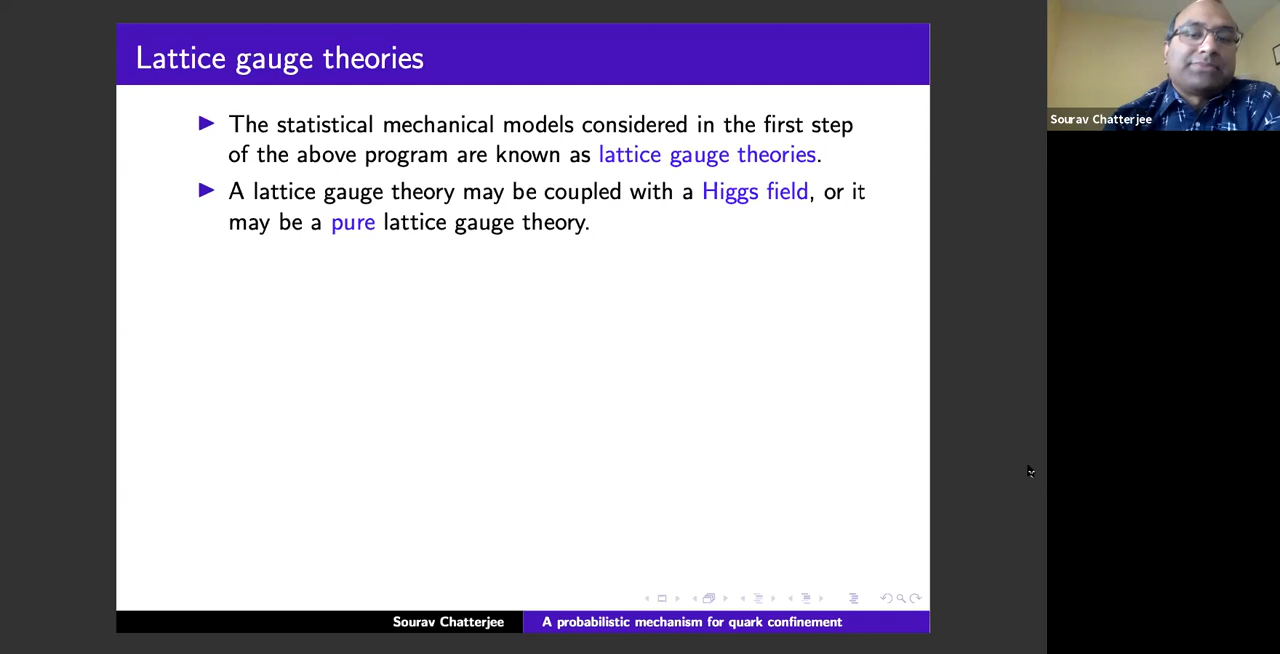 Lattice gauge theories
▶ The statistical mechanical models considered in the first step
of the above program are known as lattice gauge theories.
▶ A lattice gauge theory may be coupled with a Higgs field, or it
may be a pure lattice gauge theory.
Sourav Chatterjee
A probabilistic mechanism for quark confinement
Sourav Chatterjee